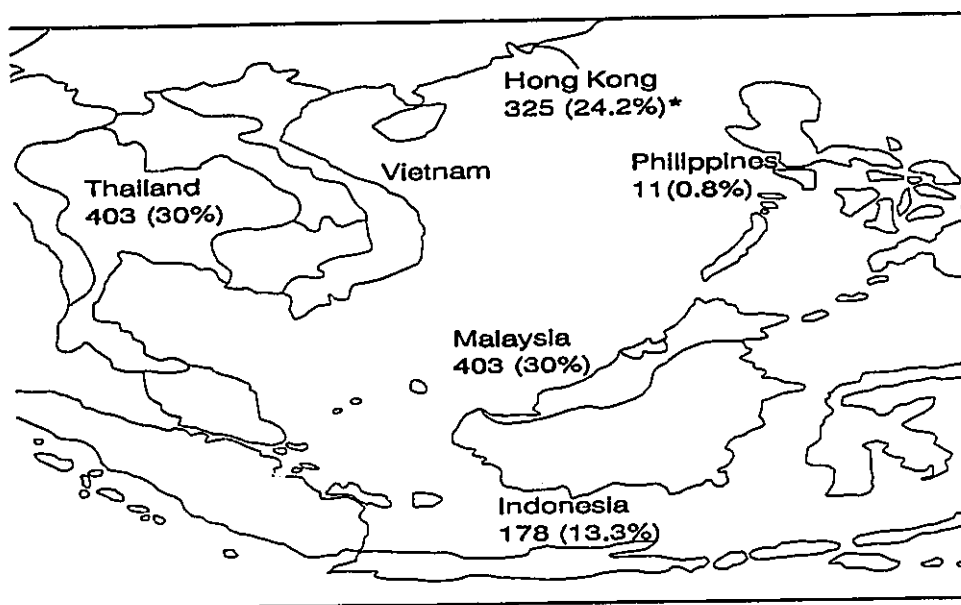 Hong Kong
325 (24.2%)*
Vietnam
Philippines
11(0.8%)
Thailand
403 (30%)
Malaysia
403 (30%)
Indonesia
178 (13.3%)